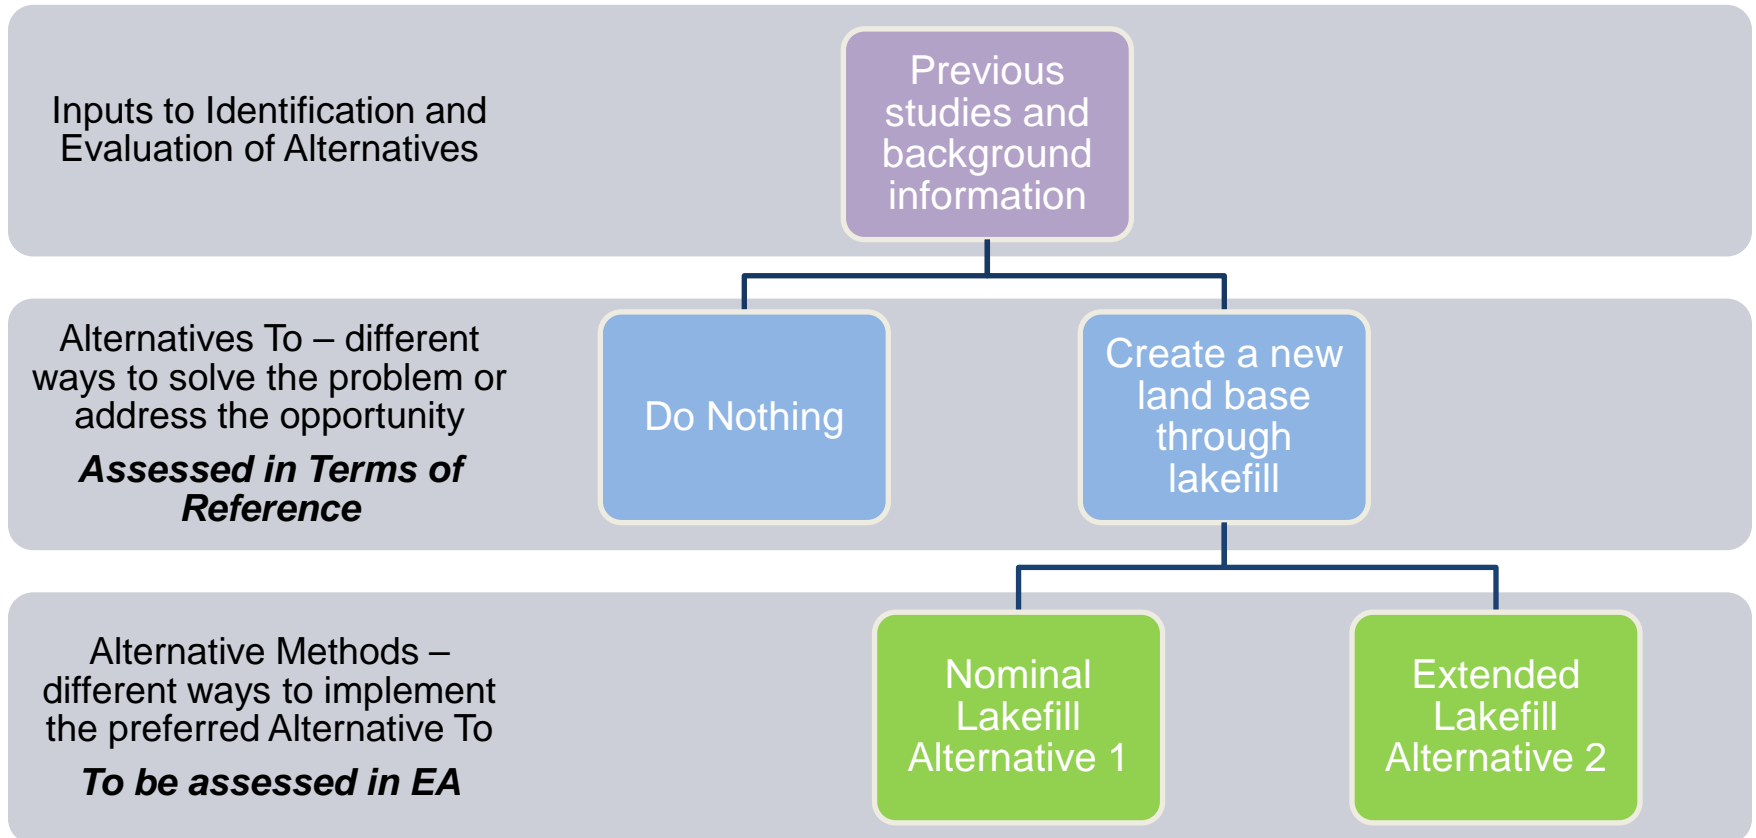 Inputs to Identification and
Evaluation of Alternatives
Previous
studies and
background
information
Alternatives To – different
ways to solve the problem or
address the opportunity
Assessed in Terms of
Reference
Do Nothing
Create a new
land base
through
lakefill
Alternative Methods –
different ways to implement
the preferred Alternative To
To be assessed in EA
Nominal
Lakefill
Alternative 1
Extended
Lakefill
Alternative 2